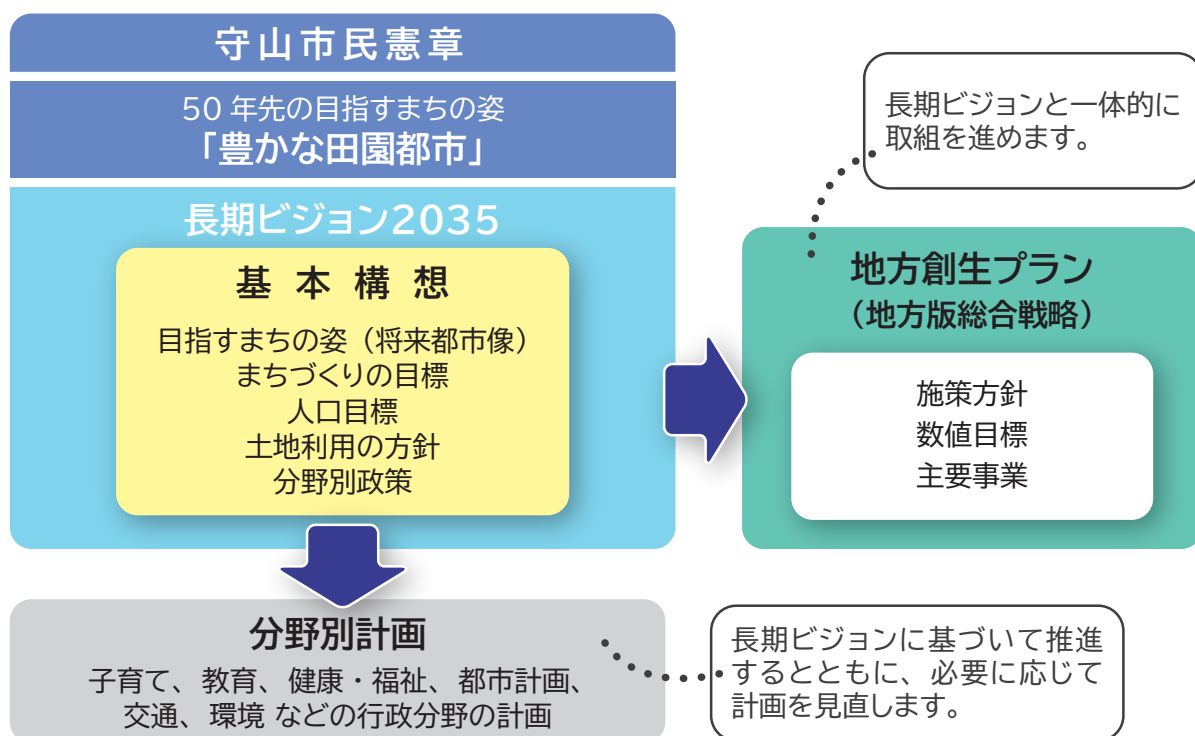 守山市民憲章
50 年先の目指すまちの姿
「豊かな田園都市」
長期ビジョン2035
基本構想
目指すまちの姿（将来都市像）
まちづくりの目標
人口目標
土地利用の方針
分野別政策
長期ビジョンと一体的に
取組を進めます。
地方創生プラン
（地方版総合戦略）
施策方針
数値目標
主要事業
分野別計画
子育て、教育、健康・福祉、都市計画、
交通、環境 などの行政分野の計画
長期ビジョンに基づいて推進
するとともに、必要に応じて
計画を見直します。